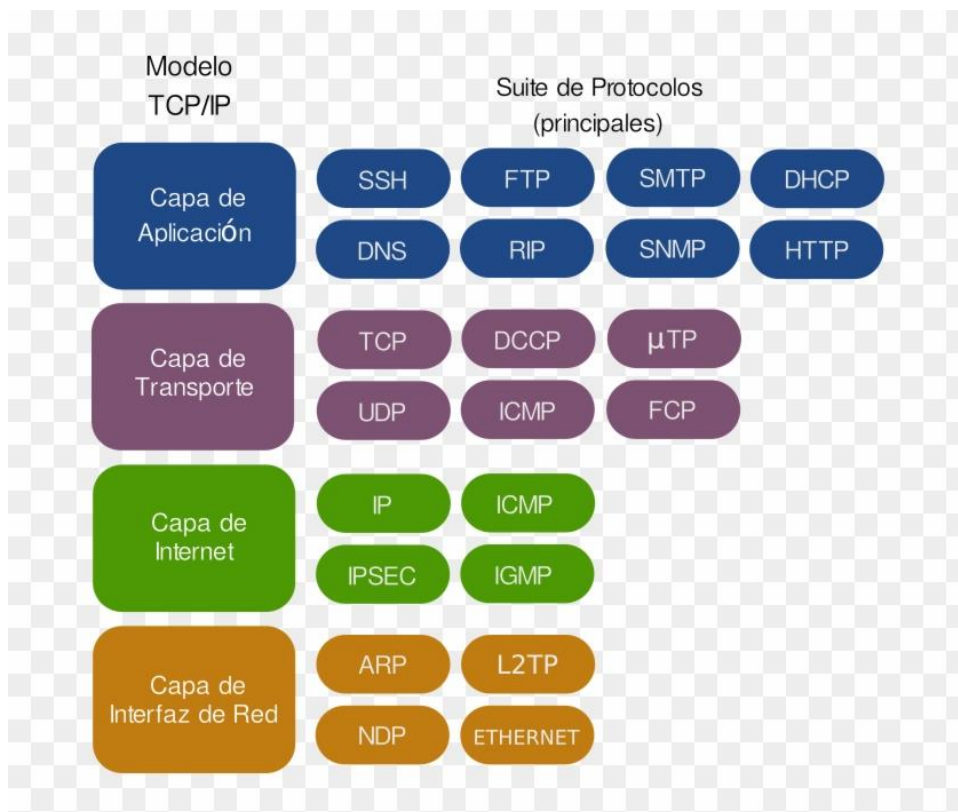 Modelo
TCP/IP
Suite de Protocolos
(principales)
Capa de
Aplicación
SSH
FTP
SMTP
DHCP
DNS
RIP
SNMP
HTTP
Capa de
Transporte
TCP
DCCP
µTP
UDP
ICMP
FCP
Capa de
Internet
IP
ICMP
IPSEC
IGMP
Capa de
Interfaz de Red
ARP
L2TP
NDP
ETHERNET